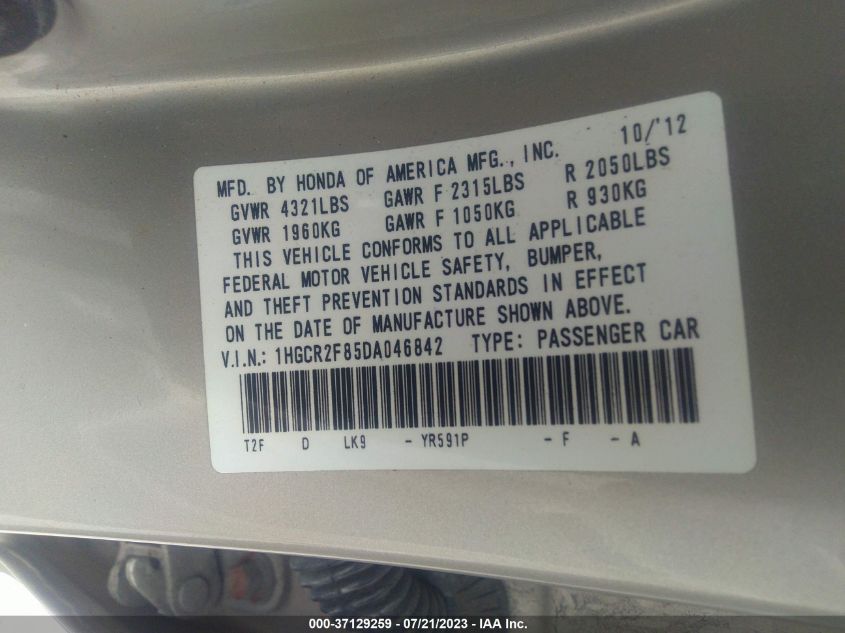 10/'12
MFD. BY HONDA OF AMERICA MFG., INC.
GVWR 4321LBS GAWR F 2315LBS R 2050LBS
GVWR 1960KG GAWR F 1050KG R 930KG
THIS VEHICLE CONFORMS TO ALL APPLICABLE
FEDERAL MOTOR VEHICLE SAFETY, BUMPER,
AND THEFT PREVENTION STANDARDS IN EFFECT
ON THE DATE OF MANUFACTURE SHOWN ABOVE.
V.I.N.: 1HGCR2F85DA046842 TYPE: PASSENGER CAR
T2F D LK9 - YR591P - F - A
000-37129259 - 07/21/2023 - IAA Inc.